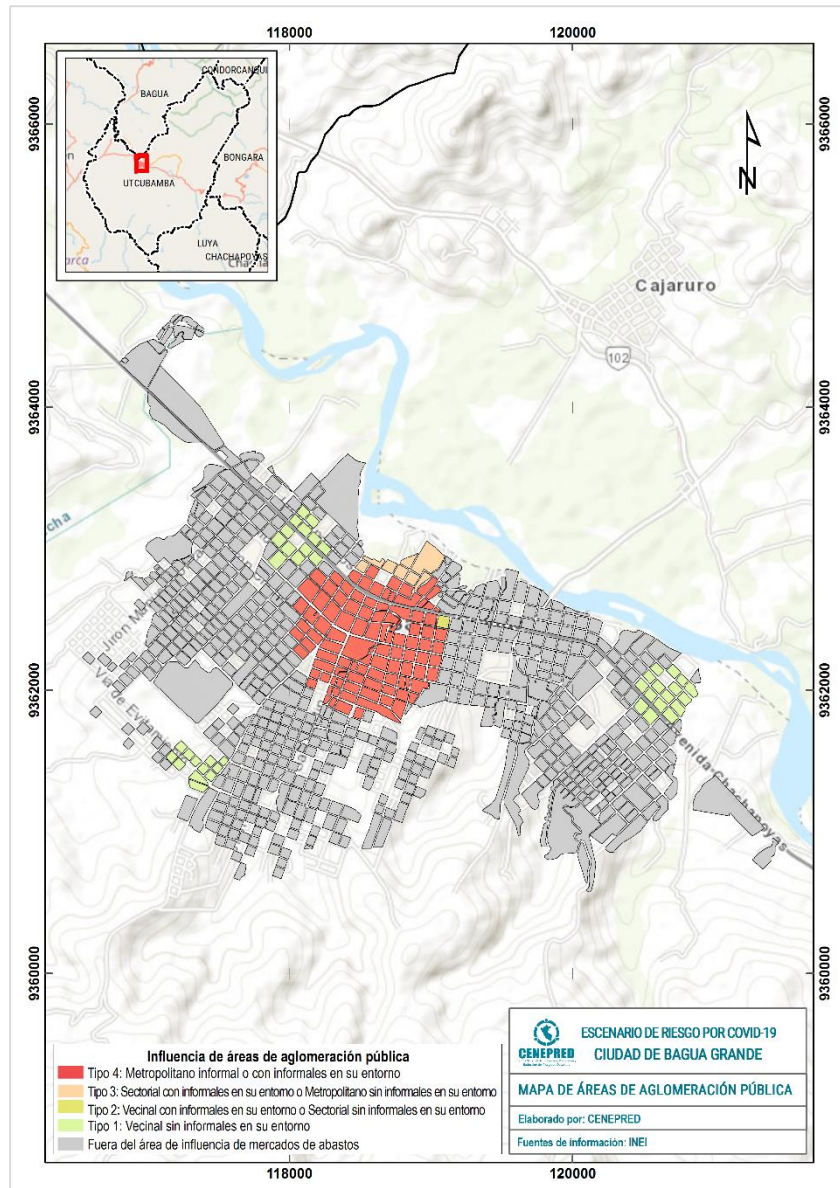 118000
120000
CONDORCANQUI
BAGUA
BONGARA
UTCUBAMBA
LUYA
CHACHAPOYAS
9366000
9366000
N
Cajaruro
102
9364000
9364000
9362000
9362000
Via de Evitami
enida Chachapoyas
9360000
9360000
Influencia de áreas de aglomeración pública
Tipo 4: Metropolitano informal o con informales en su entorno
Tipo 3: Sectorial con informales en su entorno o Metropolitano sin informales en su entorno
Tipo 2: Vecinal con informales en su entorno o Sectorial sin informales en su entorno
Tipo 1: Vecinal sin informales en su entorno
Fuera del área de influencia de mercados de abastos
CENEPRED
ESCENARIO DE RIESGO POR COVID-19
CIUDAD DE BAGUA GRANDE
MAPA DE ÁREAS DE AGLOMERACIÓN PÚBLICA
Elaborado por: CENEPRED
Fuentes de información: INEI
118000
120000